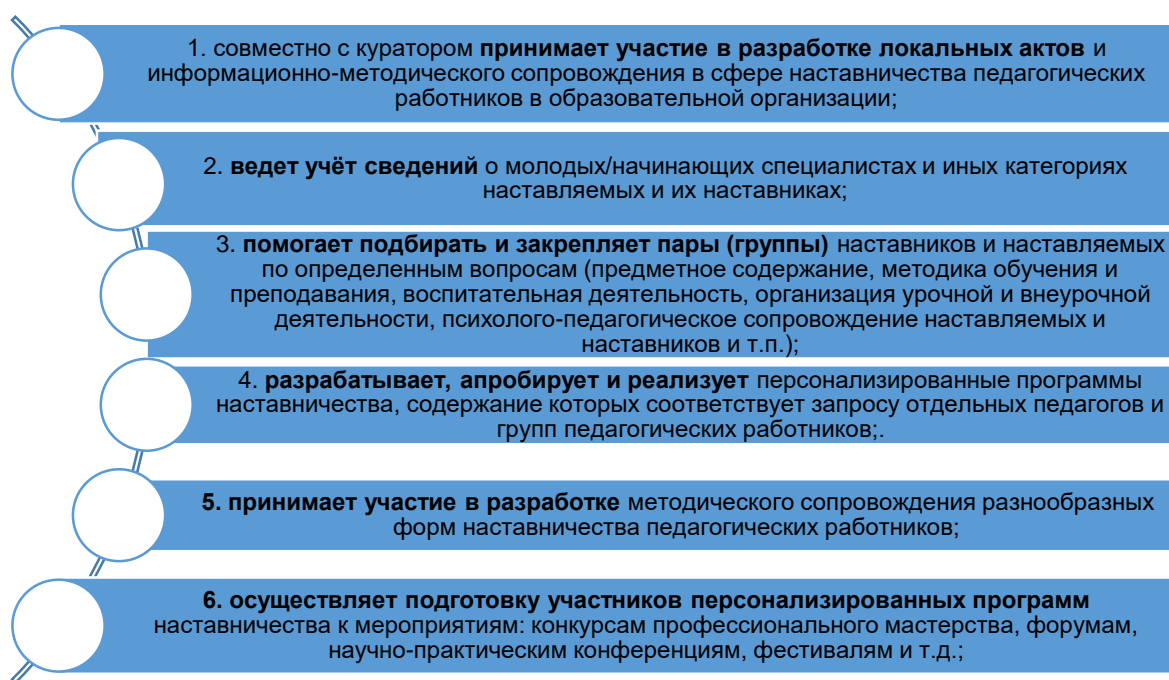 1. совместно с куратором принимает участие в разработке локальных актов и
информационно-методического сопровождения в сфере наставничества педагогических
работников в образовательной организации;
2. ведет учёт сведений о молодых/начинающих специалистах и иных категориях
наставляемых и их наставниках;
3. помогает подбирать и закрепляет пары (группы) наставников и наставляемых
по определенным вопросам (предметное содержание, методика обучения и
преподавания, воспитательная деятельность, организация урочной и внеурочной
деятельности, психолого-педагогическое сопровождение наставляемых и
наставников и т.п.);
4. разрабатывает, апробирует и реализует персонализированные программы
наставничества, содержание которых соответствует запросу отдельных педагогов и
групп педагогических работников;.
5. принимает участие в разработке методического сопровождения разнообразных
форм наставничества педагогических работников;
6. осуществляет подготовку участников персонализированных программ
наставничества к мероприятиям: конкурсам профессионального мастерства, форумам,
научно-практическим конференциям, фестивалям и т.д.;